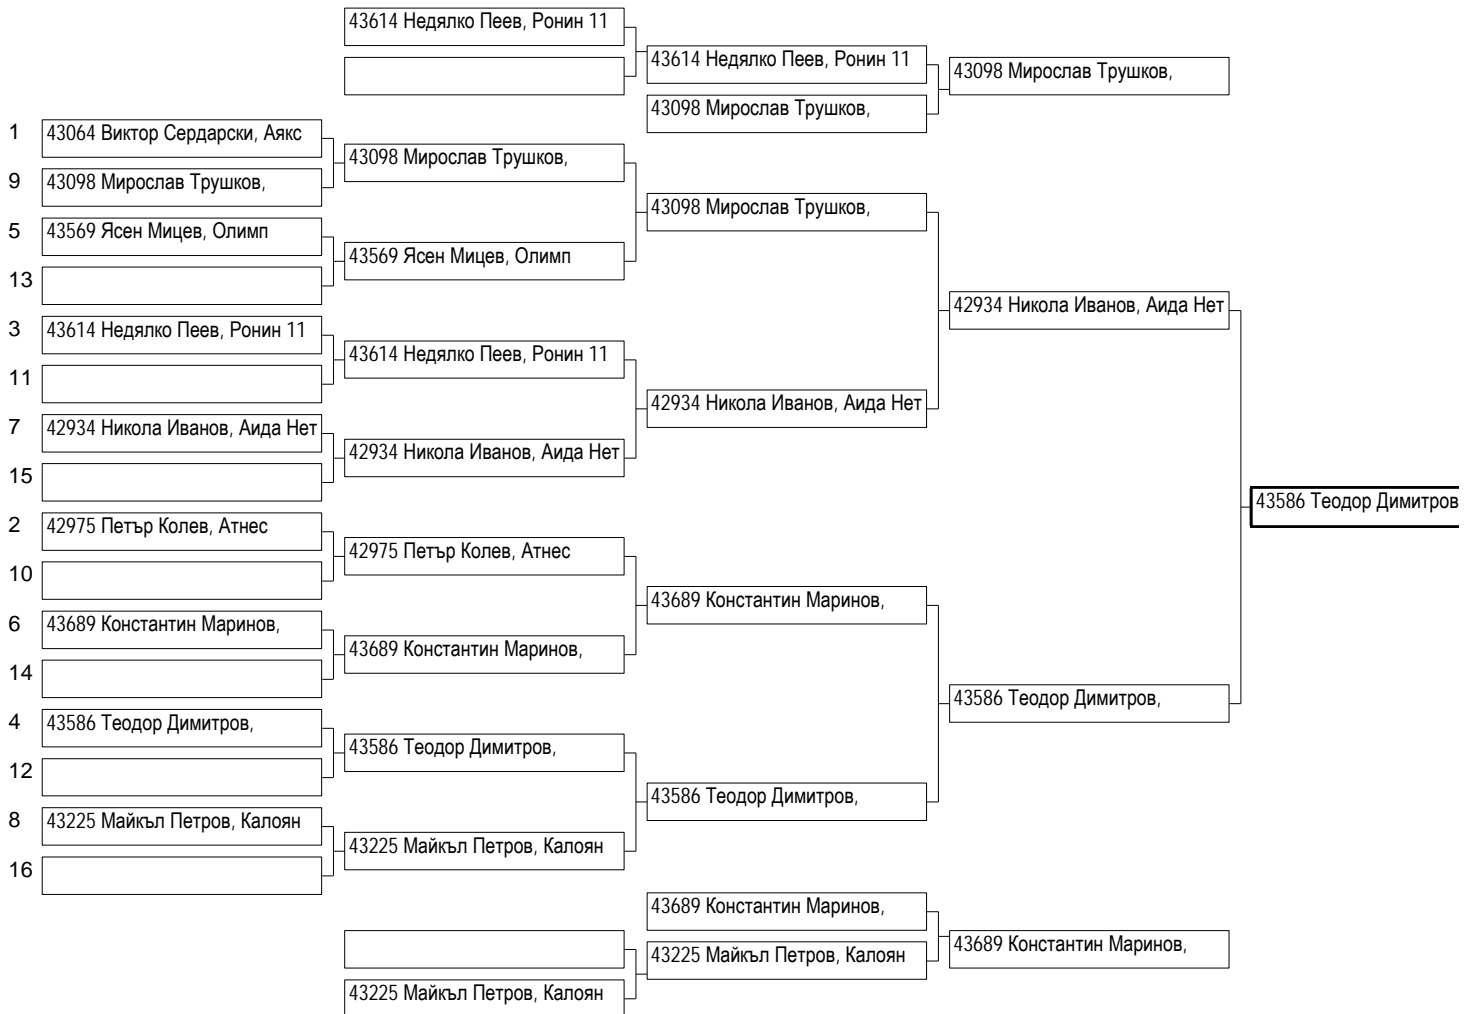 43614 Недялко Пеев, Ронин 11
43614 Недялко Пеев, Ронин 11
43098 Мирослав Трушков,
43098 Мирослав Трушков,
1 43064 Виктор Сердарски, Аякс
43098 Мирослав Трушков,
9 43098 Мирослав Трушков,
43098 Мирослав Трушков,
5 43569 Ясен Мицев, Олимп
43569 Ясен Мицев, Олимп
13
42934 Никола Иванов, Аида Нет
3 43614 Недялко Пеев, Ронин 11
43614 Недялко Пеев, Ронин 11
11
42934 Никола Иванов, Аида Нет
7 42934 Никола Иванов, Аида Нет
42934 Никола Иванов, Аида Нет
15
43586 Теодор Димитров
2 42975 Петър Колев, Атнес
42975 Петър Колев, Атнес
10
43689 Константин Маринов,
6 43689 Константин Маринов,
43689 Константин Маринов,
14
43586 Теодор Димитров,
4 43586 Теодор Димитров,
43586 Теодор Димитров,
12
43586 Теодор Димитров,
8 43225 Майкъл Петров, Калоян
43225 Майкъл Петров, Калоян
16
43689 Константин Маринов,
43689 Константин Маринов,
43225 Майкъл Петров, Калоян
43225 Майкъл Петров, Калоян